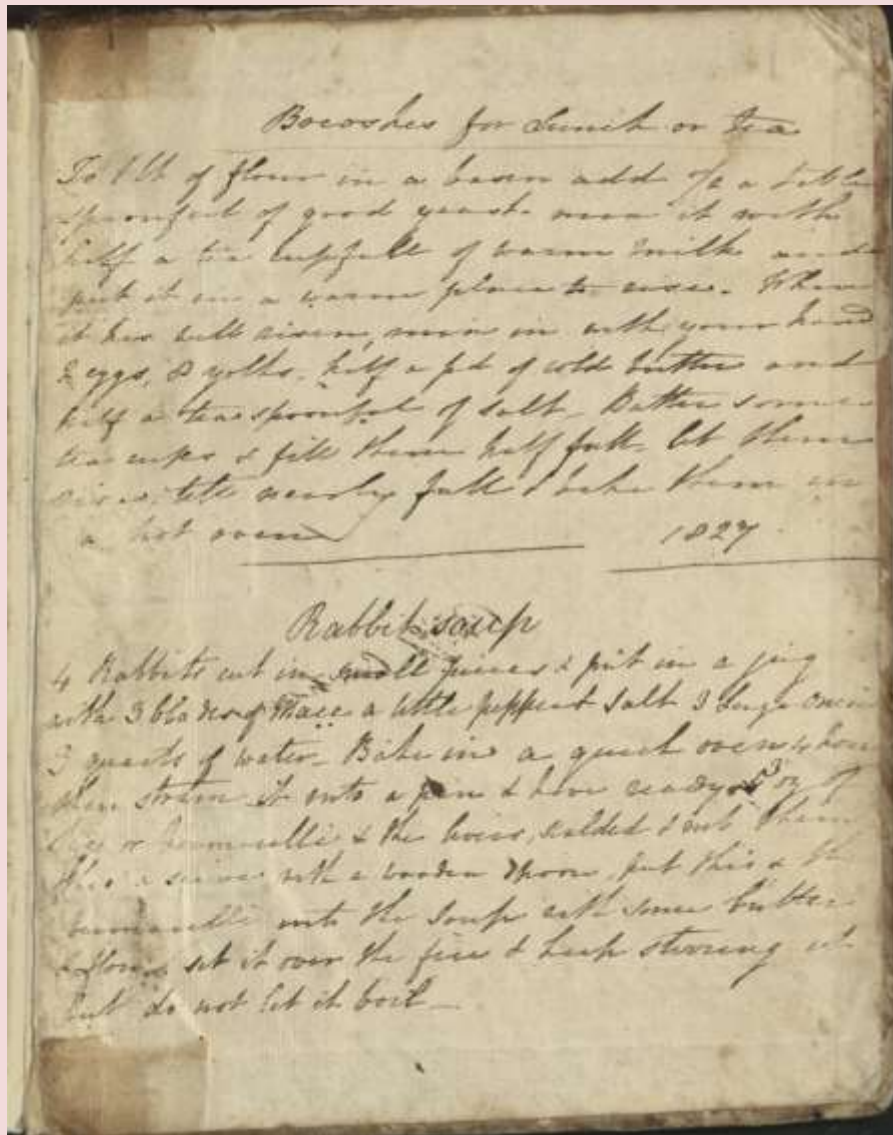 Bocoshes for Lunch or Tea
To 1 lb of flour in a basin add a table
spoonful of good yeast mix it with
half a tea cupfull of warm milk and
put it in a warm place to rise. When
it has well risen, mix in with your hand
2 eggs, yolks, half a pd of cold butter and
half a teaspoonful of salt Butter some
tea cups & fill them half full let them
rise till nearly full & bake them in
a hot oven
1827
Rabbit soup
4 Rabbits cut in small pieces & put in a jug
with 3 blades of Mace a little pepper & salt 3 large
3 quarts of water. Bake in a quick oven 4 hours
then strain it into a pan & have ready 3 oz of
or & the livers, scalded & rub them
thro a seive with a wooden spoon, put this & the
into the soup with some butter
& flour set it over the fire & keep stirring it
but do not let it boil